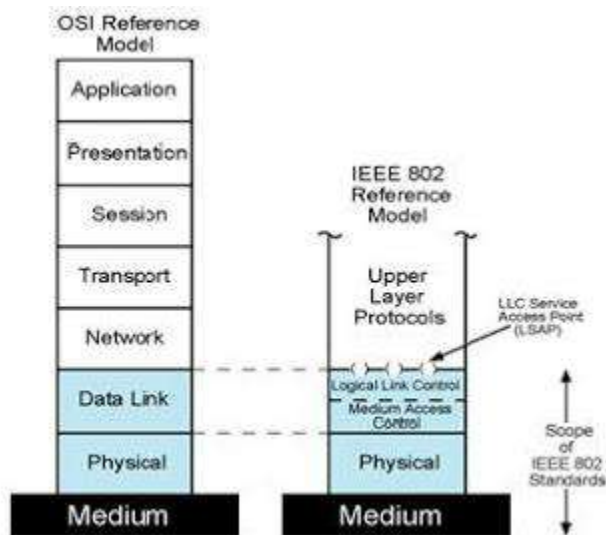 OSI Reference
Model
Application
Presentation
Session
Transport
Network
Data Link
Physical
Medium
IEEE 802
Reference
Model
Upper
Layer
Protocols
LLC Service
Access Point
(LSAP)
Logical Link Control
Medium Access
Control
Physical
Medium
Scope
of
IEEE 802
Standards